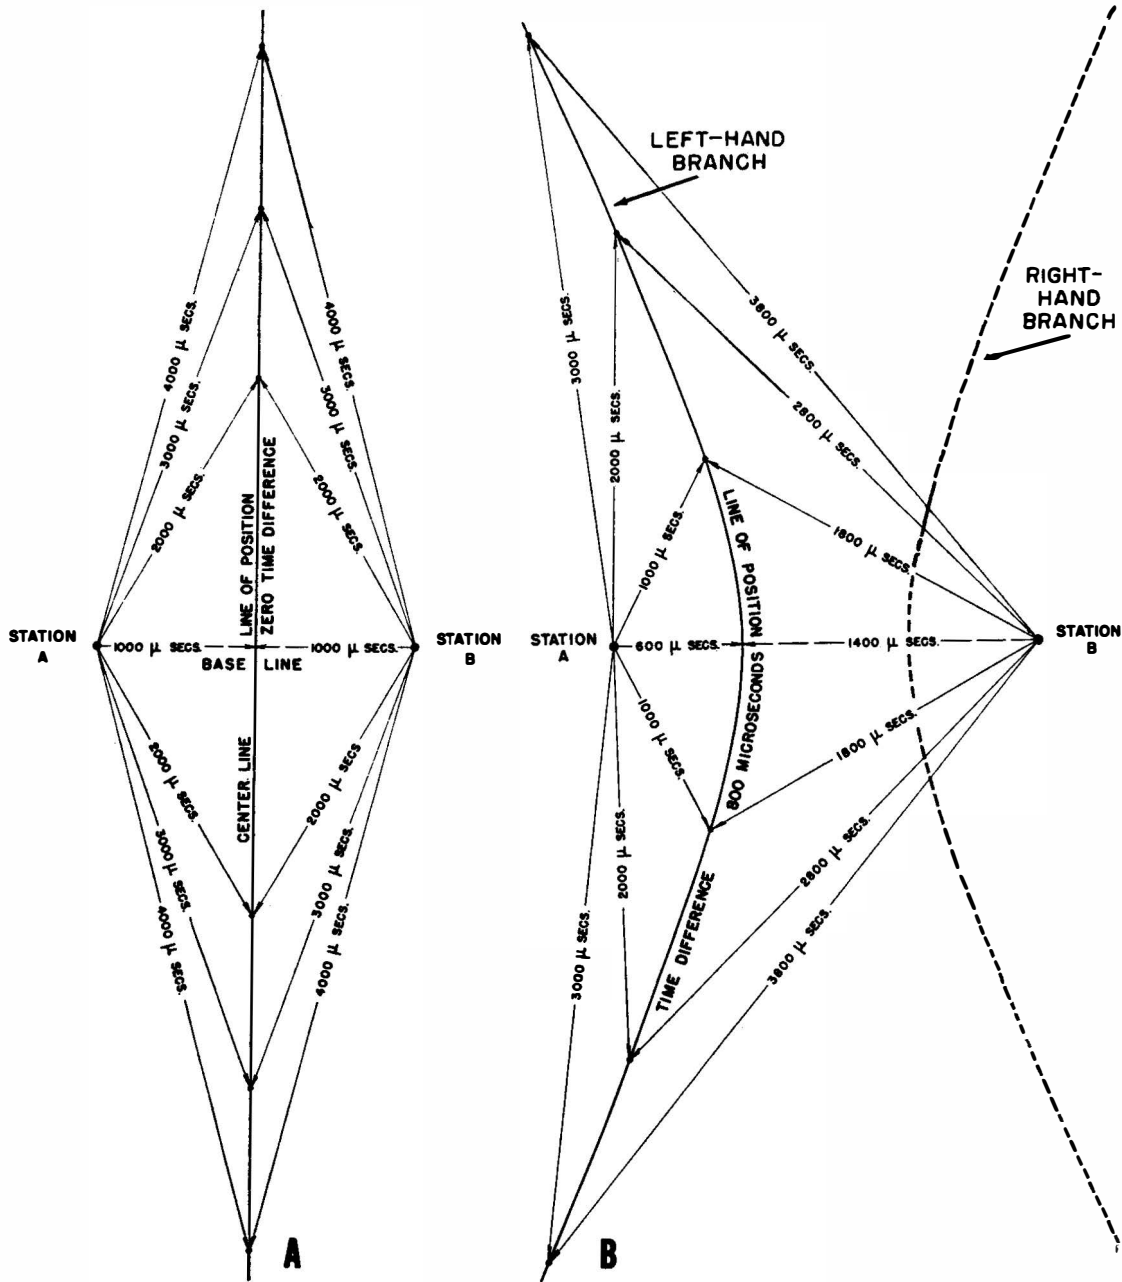 4000 μ SECS.
3000 μ SECS.
2000 μ SECS.
4000 μ SECS.
3000 μ SECS.
2000 μ SECS.
LINE OF POSITION
ZERO TIME DIFFERENCE
STATION
A
1000 μ SECS.
1000 μ SECS.
BASE LINE
STATION
B
CENTER LINE
2000 μ SECS.
3000 μ SECS.
4000 μ SECS.
2000 μ SECS
3000 μ SECS.
4000 μ SECS.
A
LEFT-HAND
BRANCH
RIGHT-
HAND
BRANCH
3000 μ SECS.
2000 μ SECS.
1000 μ SECS.
3800 μ SECS.
2800 μ SECS.
1800 μ SECS.
LINE OF POSITION
STATION
A
600 μ SECS.
1400 μ SECS.
STATION
B
800 MICROSECONDS
TIME DIFFERENCE
1000 μ SECS.
2000 μ SECS.
3000 μ SECS.
1800 μ SECS.
2800 μ SECS.
3800 μ SECS.
B